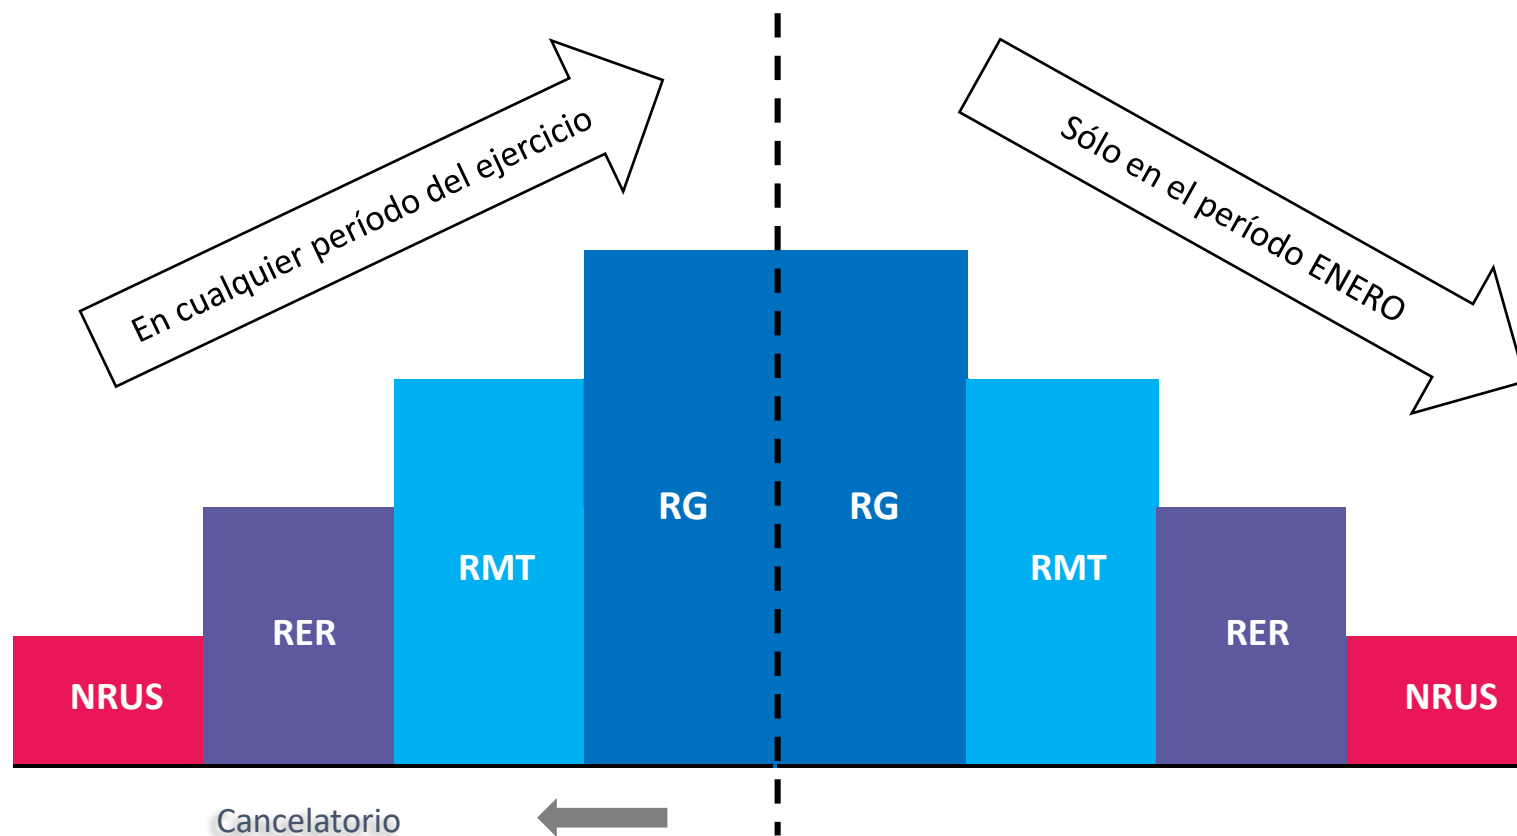 En cualquier período del ejercicio
Sólo en el período ENERO
RG
RG
RMT
RMT
RER
RER
NRUS
NRUS
Cancelatorio